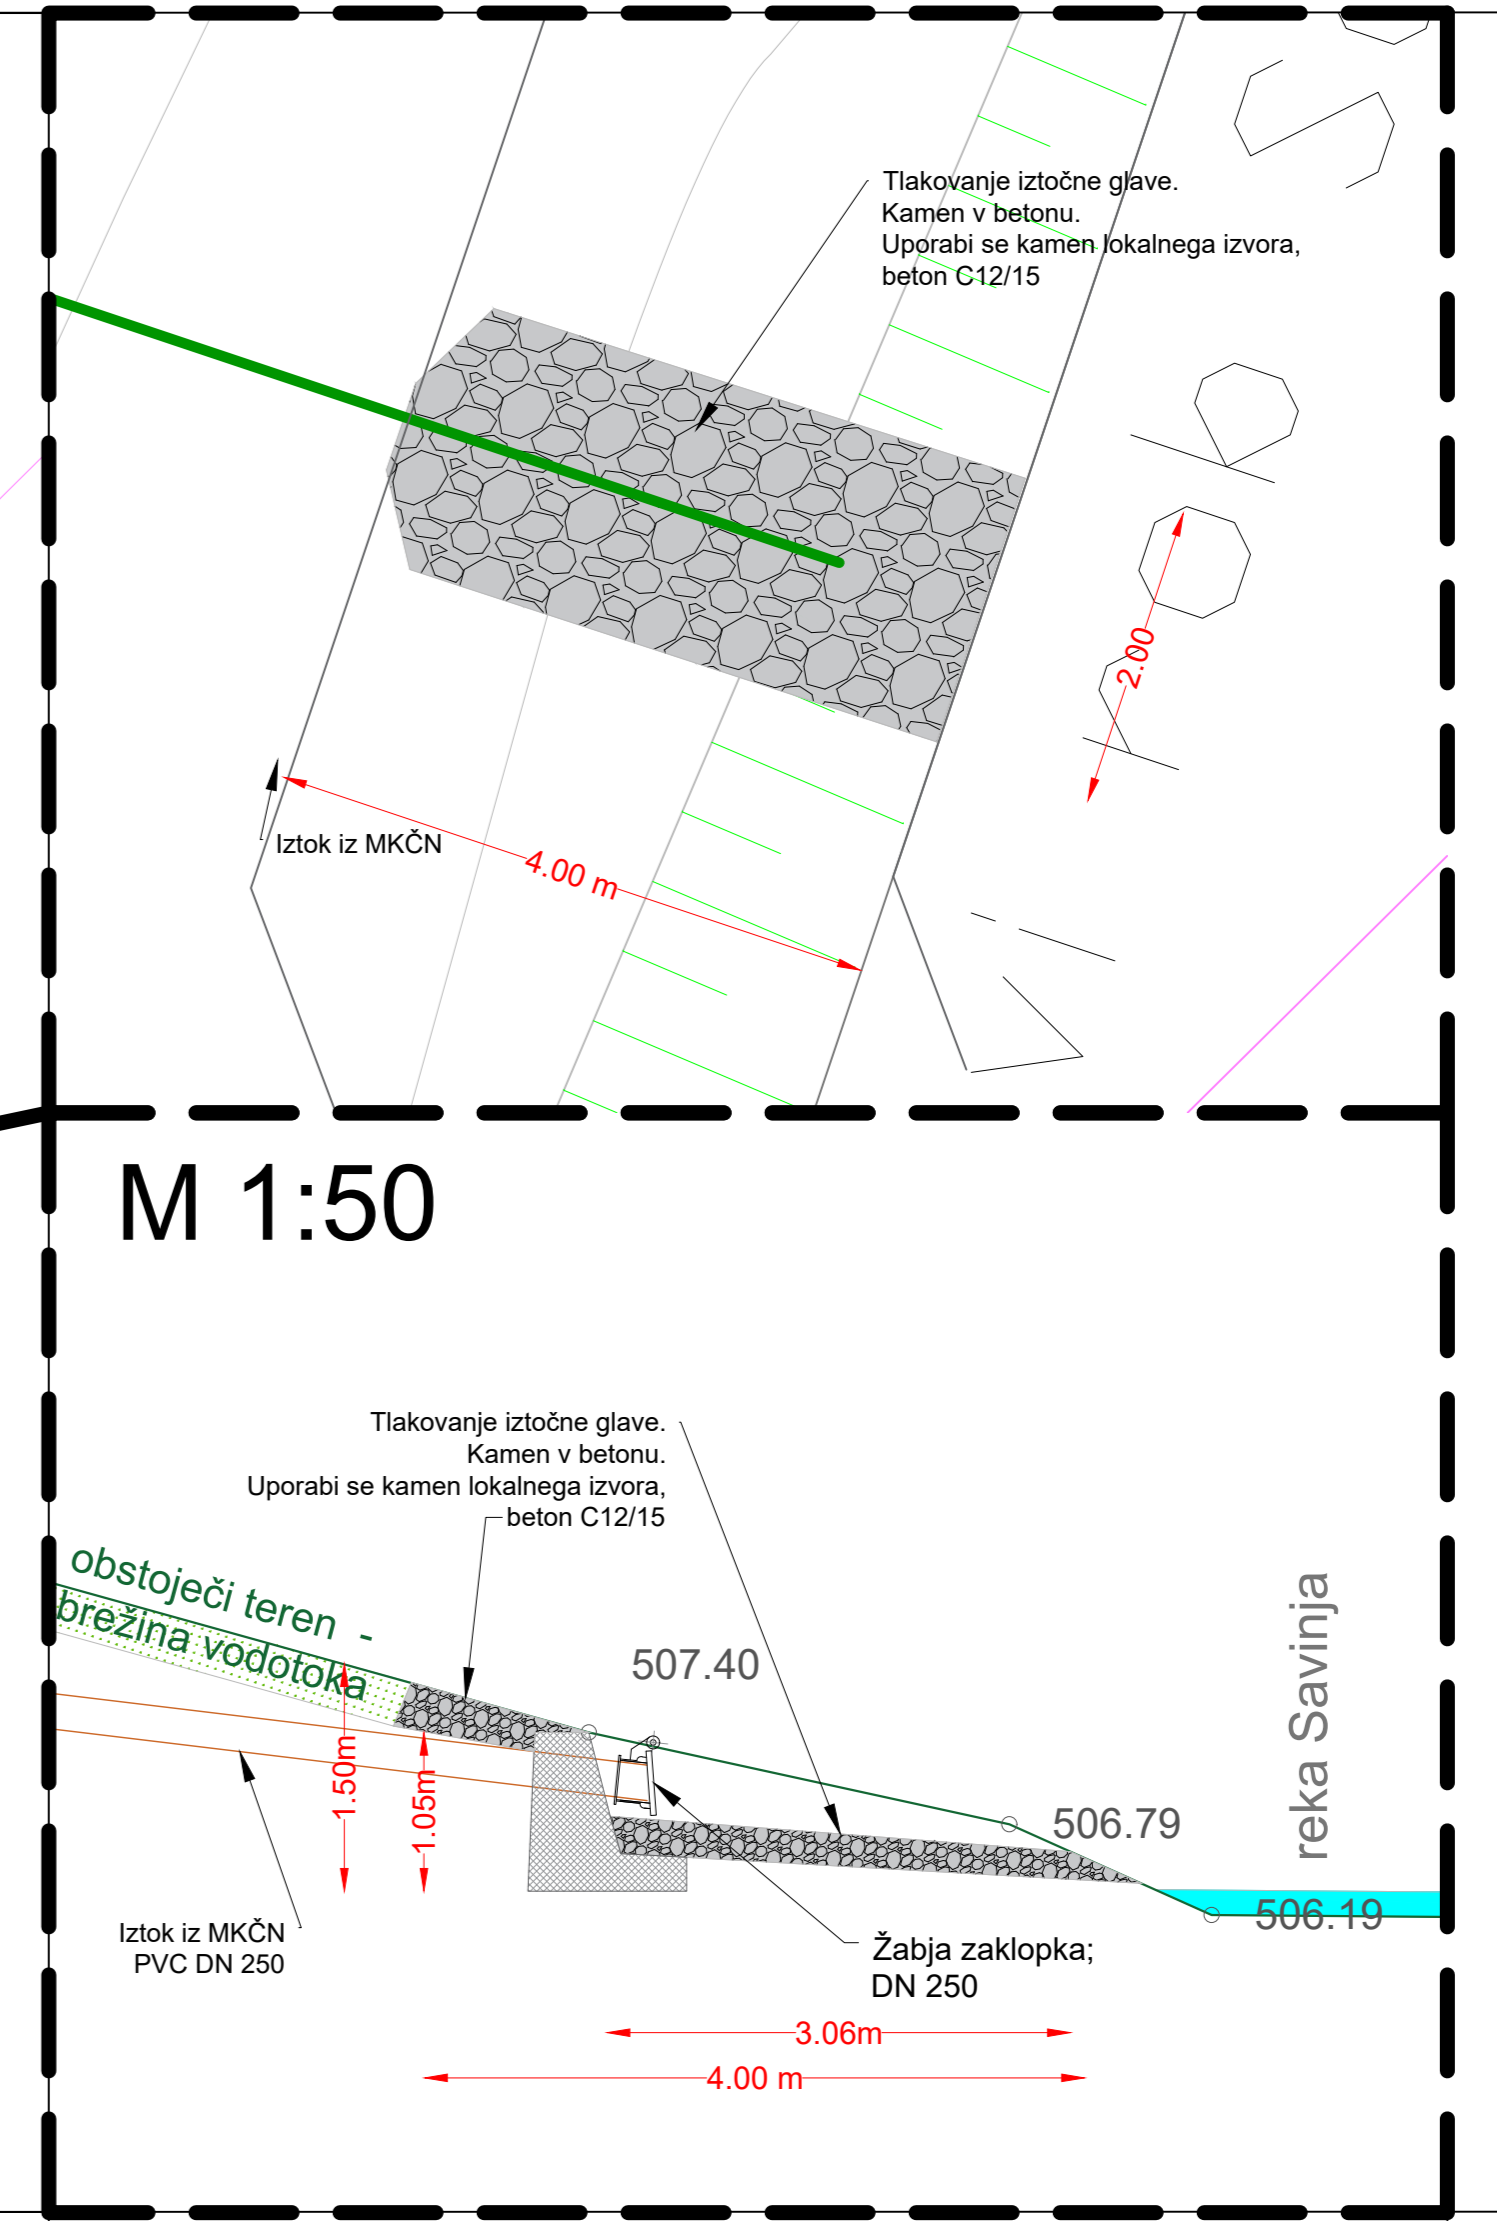 Tlakovanje iztočne glave.
Kamen v betonu.
Uporabi se kamen lokalnega izvora,
beton C12/15
2.00
Iztok iz MKČN
4.00 m
M 1:50
Tlakovanje iztočne glave.
Kamen v betonu.
Uporabi se kamen lokalnega izvora,
beton C12/15
obstoječi teren -
brežina vodotoka
507.40
reka Savinja
1.50m
1.05m
506.79
506.19
Iztok iz MKČN
PVC DN 250
Žabja zaklopka;
DN 250
3.06m
4.00 m